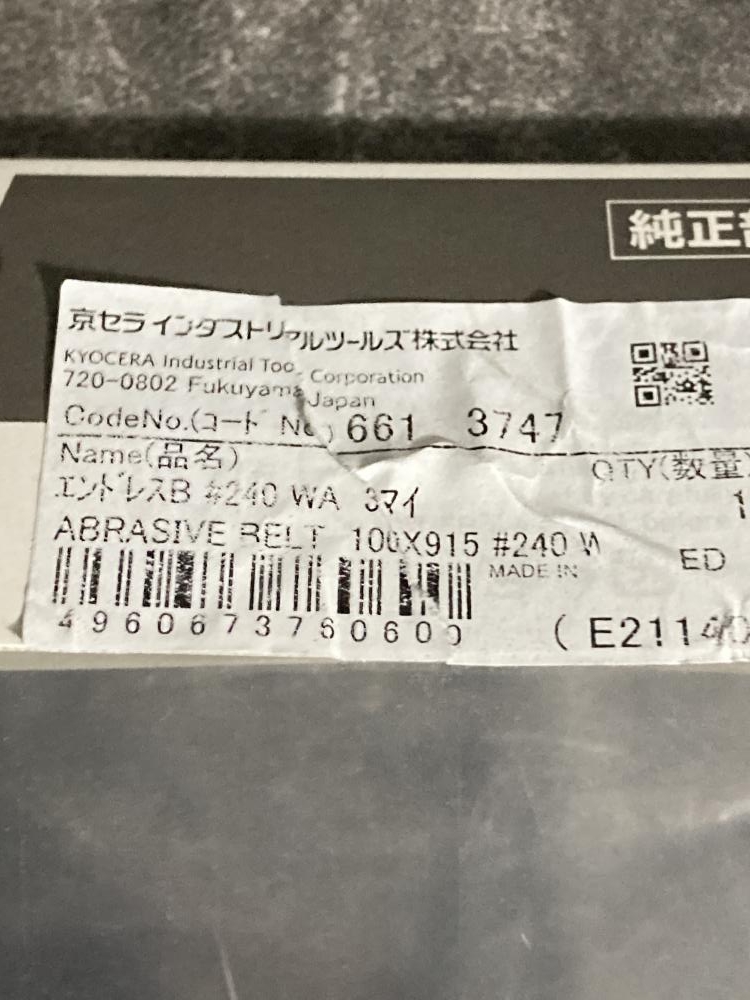 純正
京セラインダストリアルツールズ株式会社
KYOCERA Industrial Corporation
720-0802 Fukuyama Japan
CodeNo.(コード No) 661 3747
Name(品名)
QTY(数量)
エンドレスB #240 WA 3マイ
1
ABRASIVE BELT 100X915 #240 W
MADE IN
ED
4960673760600
(E21140